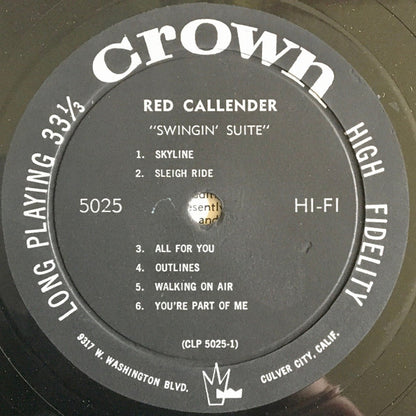 crown
LONG PLAYING 33⅓
HIGH FIDELITY
RED CALLENDER
"SWINGIN' SUITE"
1. SKYLINE
2. SLEIGH RIDE
5025
HI-FI
3. ALL FOR YOU
4. OUTLINES
5. WALKING ON AIR
6. YOU'RE PART OF ME
(CLP 5025-1)
9317 W. WASHINGTON BLVD.
CULVER CITY, CALIF.